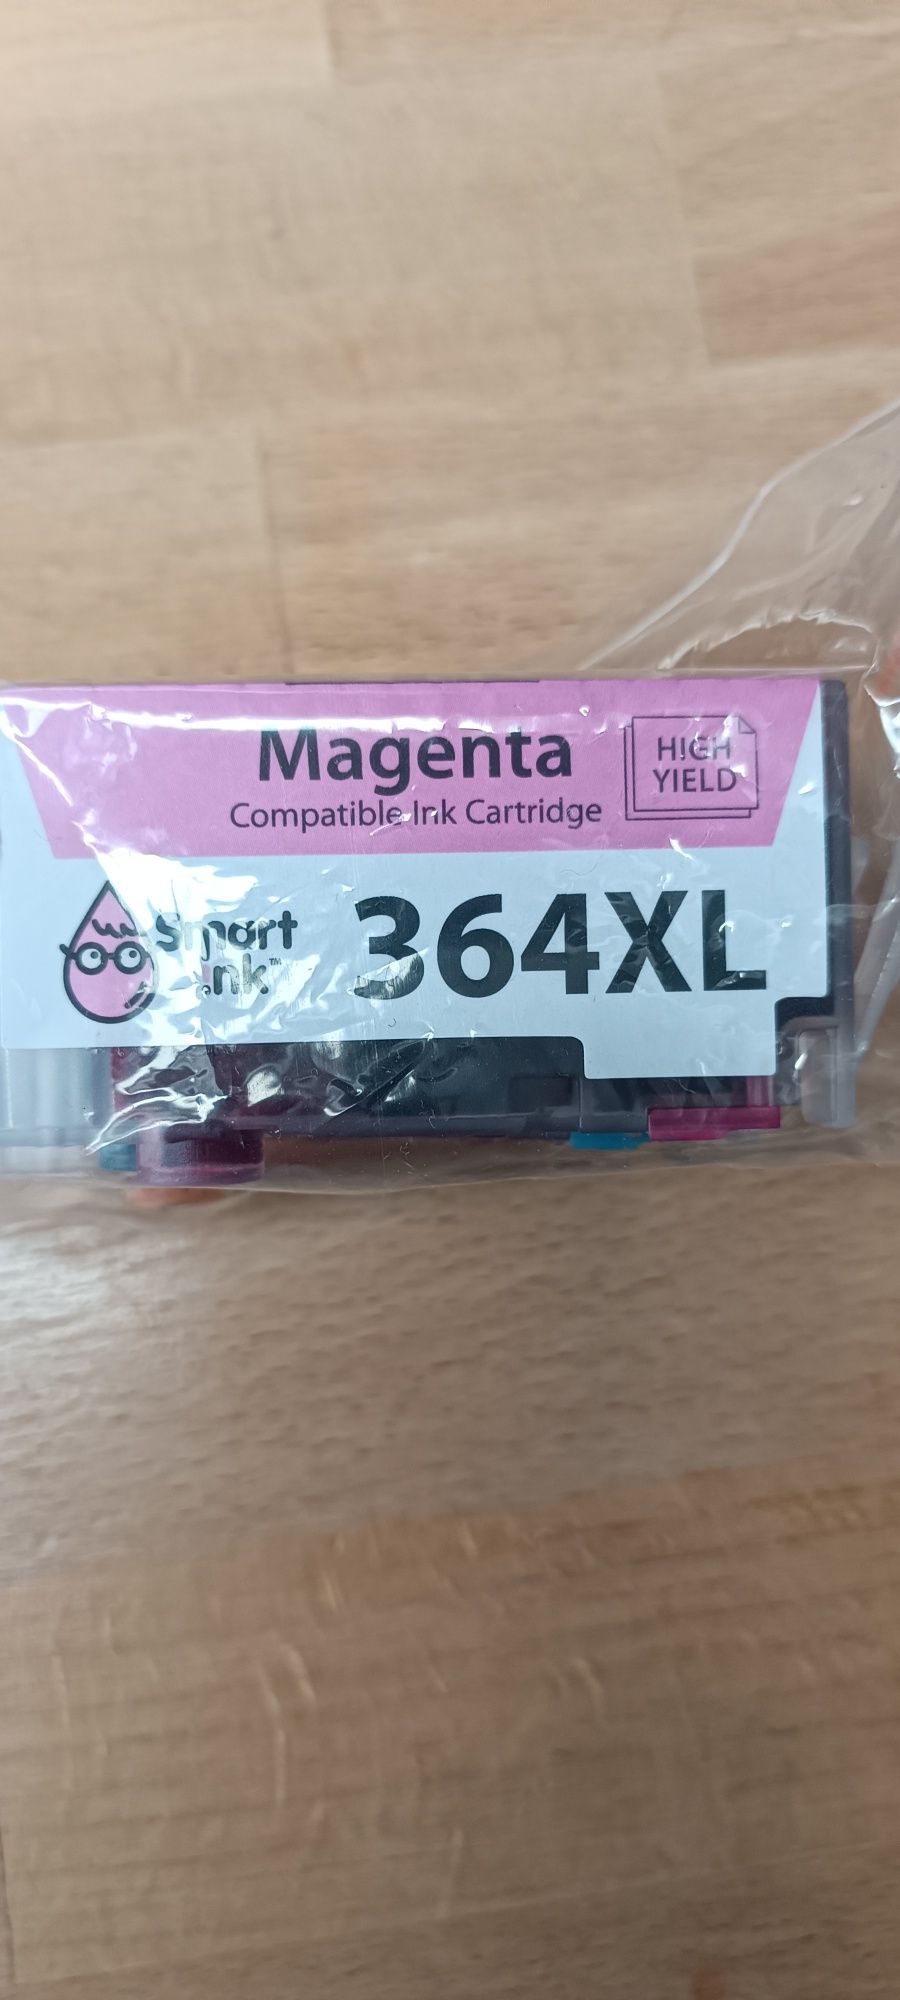 Magenta
Compatible Ink Cartridge
HIGH
YIELD
Smart
Ink™
364XL